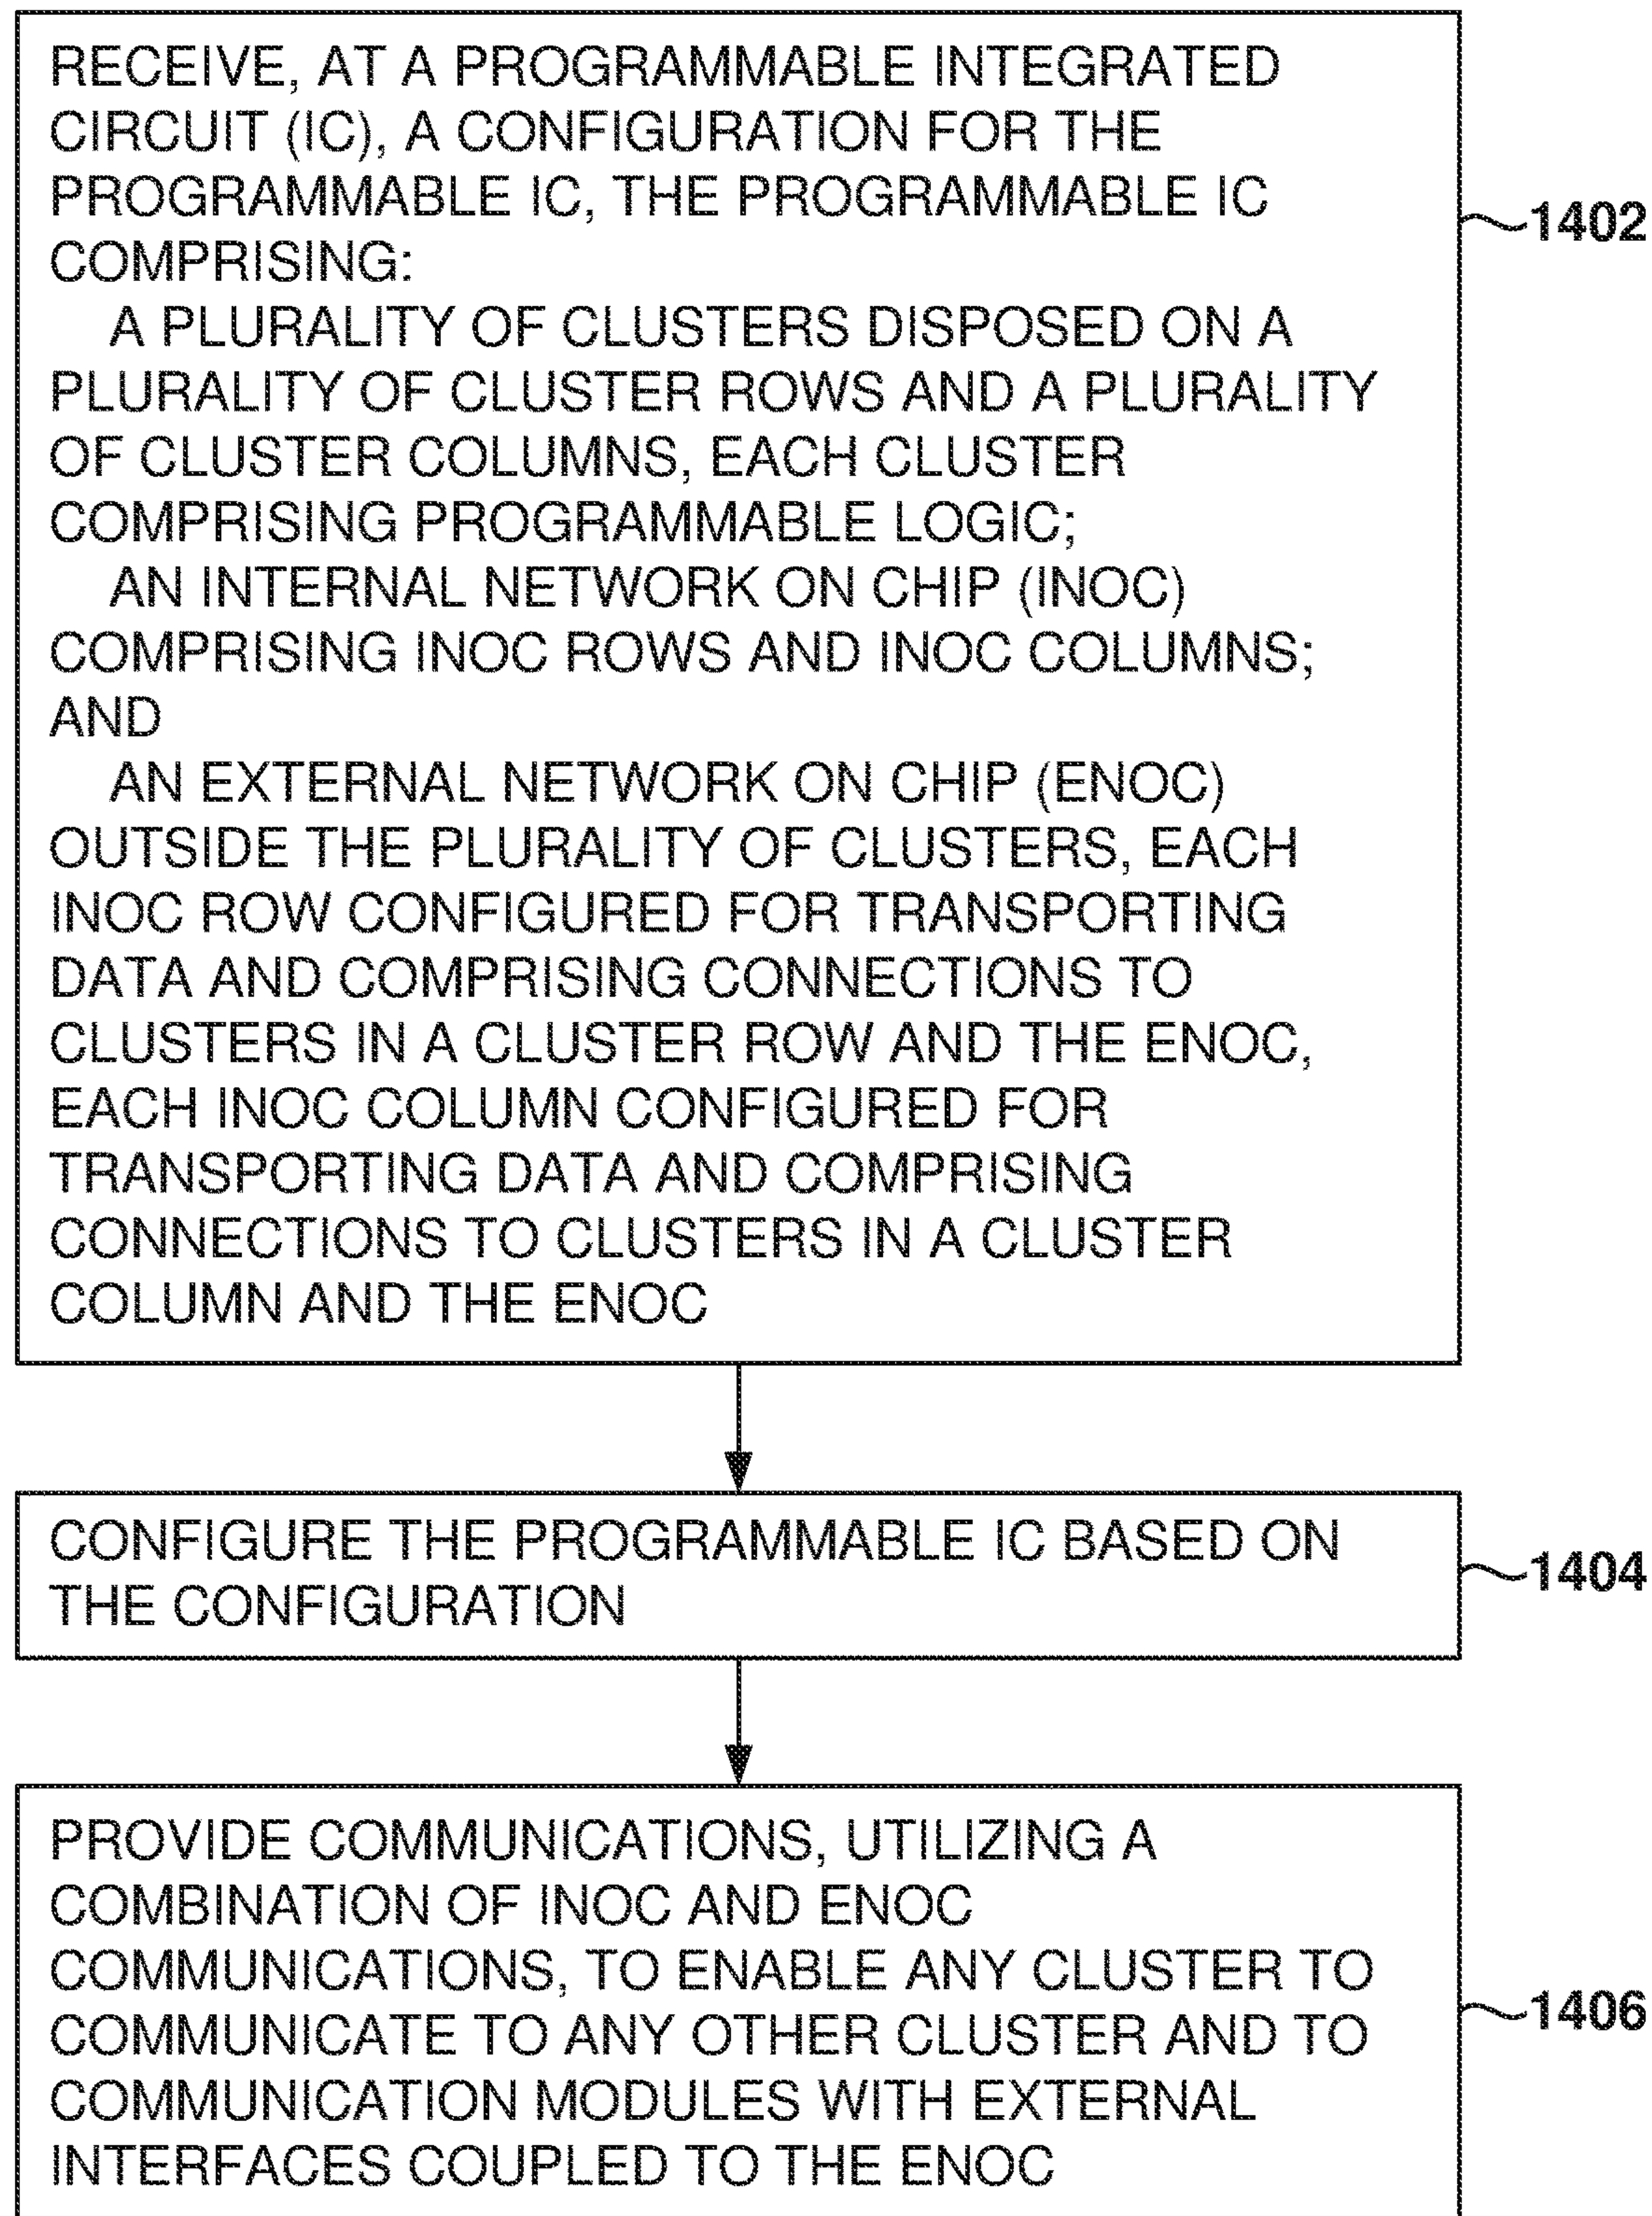 RECEIVE, AT A PROGRAMMABLE INTEGRATED
CIRCUIT (IC), A CONFIGURATION FOR THE
PROGRAMMABLE IC, THE PROGRAMMABLE IC
COMPRISING:
A PLURALITY OF CLUSTERS DISPOSED ON A
PLURALITY OF CLUSTER ROWS AND A PLURALITY
OF CLUSTER COLUMNS, EACH CLUSTER
COMPRISING PROGRAMMABLE LOGIC;
AN INTERNAL NETWORK ON CHIP (INOC)
COMPRISING INOC ROWS AND INOC COLUMNS;
AND
AN EXTERNAL NETWORK ON CHIP (ENOC)
OUTSIDE THE PLURALITY OF CLUSTERS, EACH
INOC ROW CONFIGURED FOR TRANSPORTING
DATA AND COMPRISING CONNECTIONS TO
CLUSTERS IN A CLUSTER ROW AND THE ENOC,
EACH INOC COLUMN CONFIGURED FOR
TRANSPORTING DATA AND COMPRISING
CONNECTIONS TO CLUSTERS IN A CLUSTER
COLUMN AND THE ENOC
1402
CONFIGURE THE PROGRAMMABLE IC BASED ON
THE CONFIGURATION
1404
PROVIDE COMMUNICATIONS, UTILIZING A
COMBINATION OF INOC AND ENOC
COMMUNICATIONS, TO ENABLE ANY CLUSTER TO
COMMUNICATE TO ANY OTHER CLUSTER AND TO
COMMUNICATION MODULES WITH EXTERNAL
INTERFACES COUPLED TO THE ENOC
1406